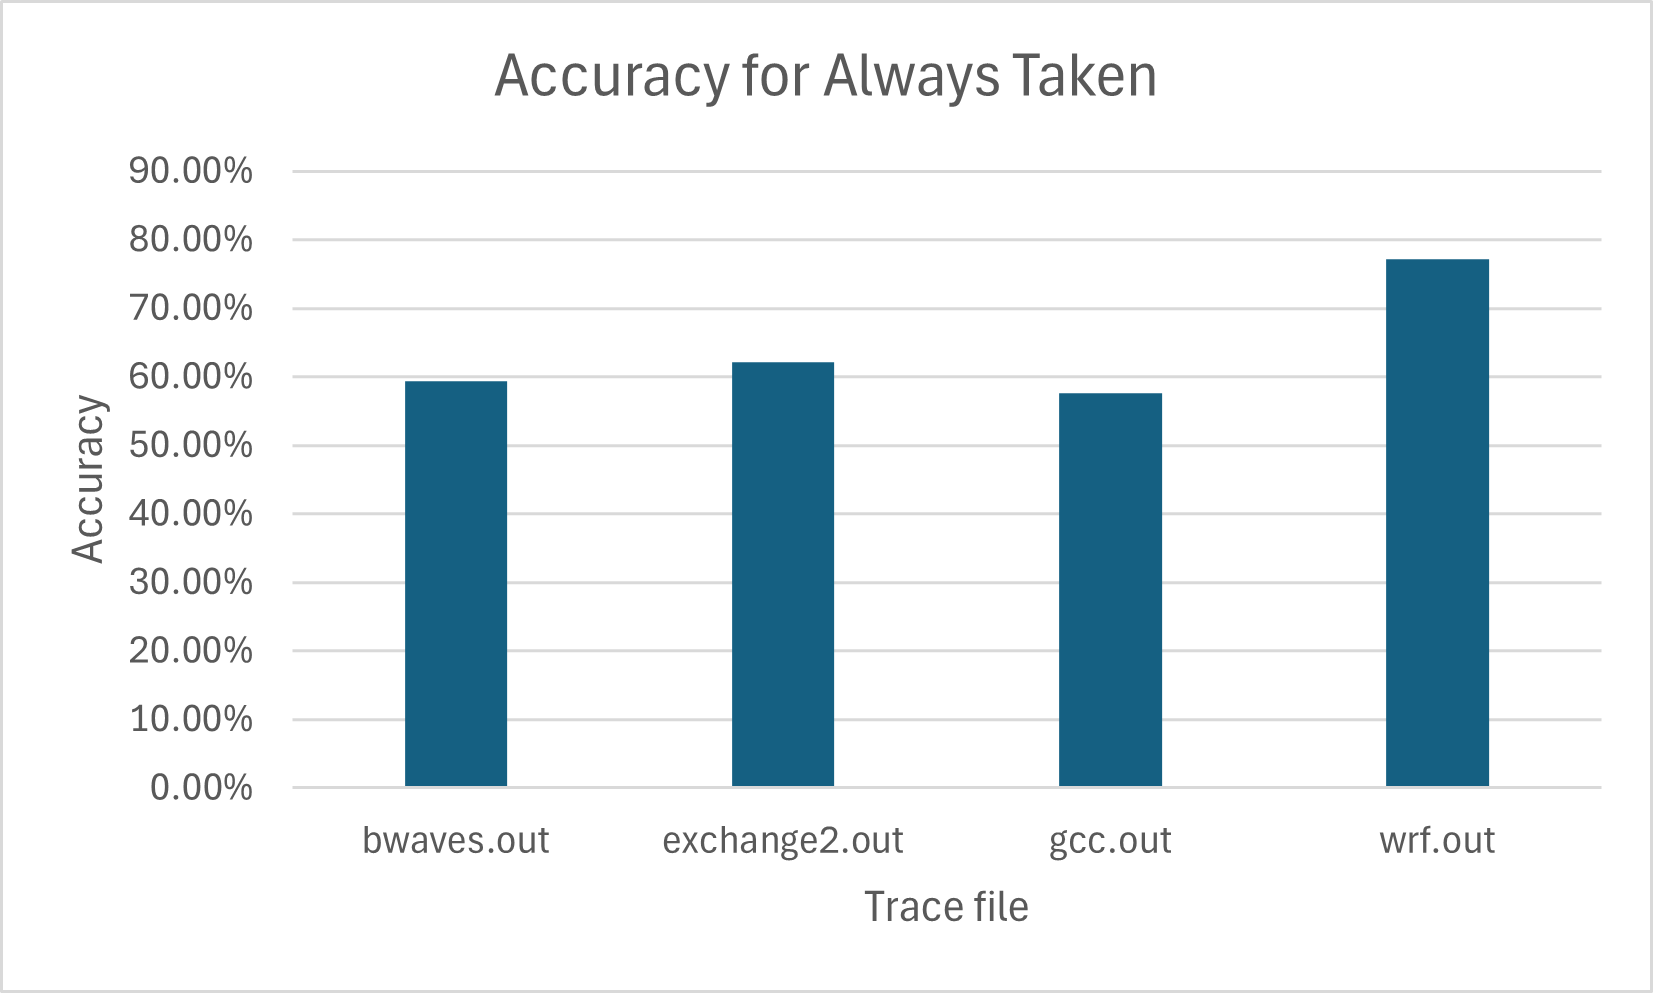 Accuracy for Always Taken
90.00%
80.00%
70.00%
60.00%
50.00%
40.00%
30.00%
20.00%
10.00%
0.00%
Accuracy
bwaves.out
exchange2.out
gcc.out
wrf.out
Trace file